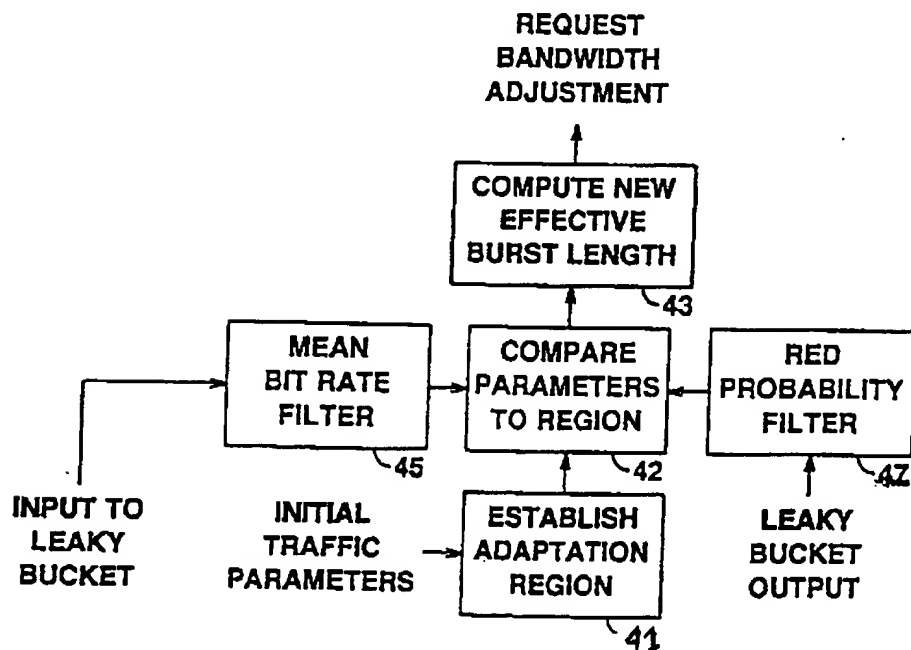 REQUEST
BANDWIDTH
ADJUSTMENT
COMPUTE NEW
EFFECTIVE
BURST LENGTH
43
MEAN
BIT RATE
FILTER
45
COMPARE
PARAMETERS
TO REGION
42
RED
PROBABILITY
FILTER
47
INPUT TO
LEAKY
BUCKET
INITIAL
TRAFFIC
PARAMETERS
ESTABLISH
ADAPTATION
REGION
41
LEAKY
BUCKET
OUTPUT